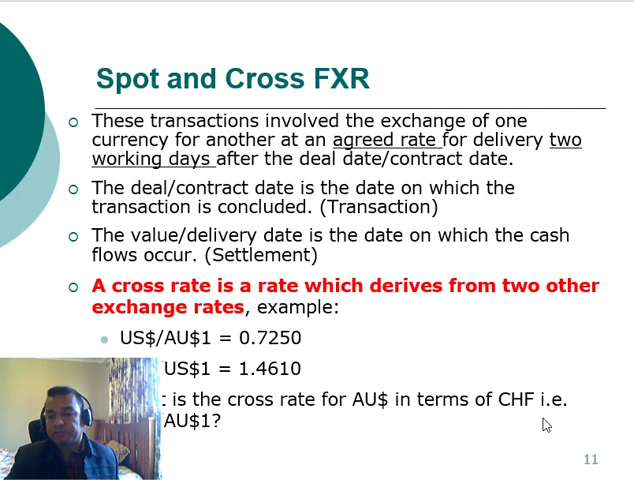 Spot and Cross FXR
These transactions involved the exchange of one
currency for another at an agreed rate for delivery two
working days after the deal date/contract date.
The deal/contract date is the date on which the
transaction is concluded. (Transaction)
The value/delivery date is the date on which the cash
flows occur. (Settlement)
A cross rate is a rate which derives from two other
exchange rates, example:
US$/AU$1 = 0.7250
/US$1 = 1.4610
is the cross rate for AU$ in terms of CHF i.e.
AU$1?
11